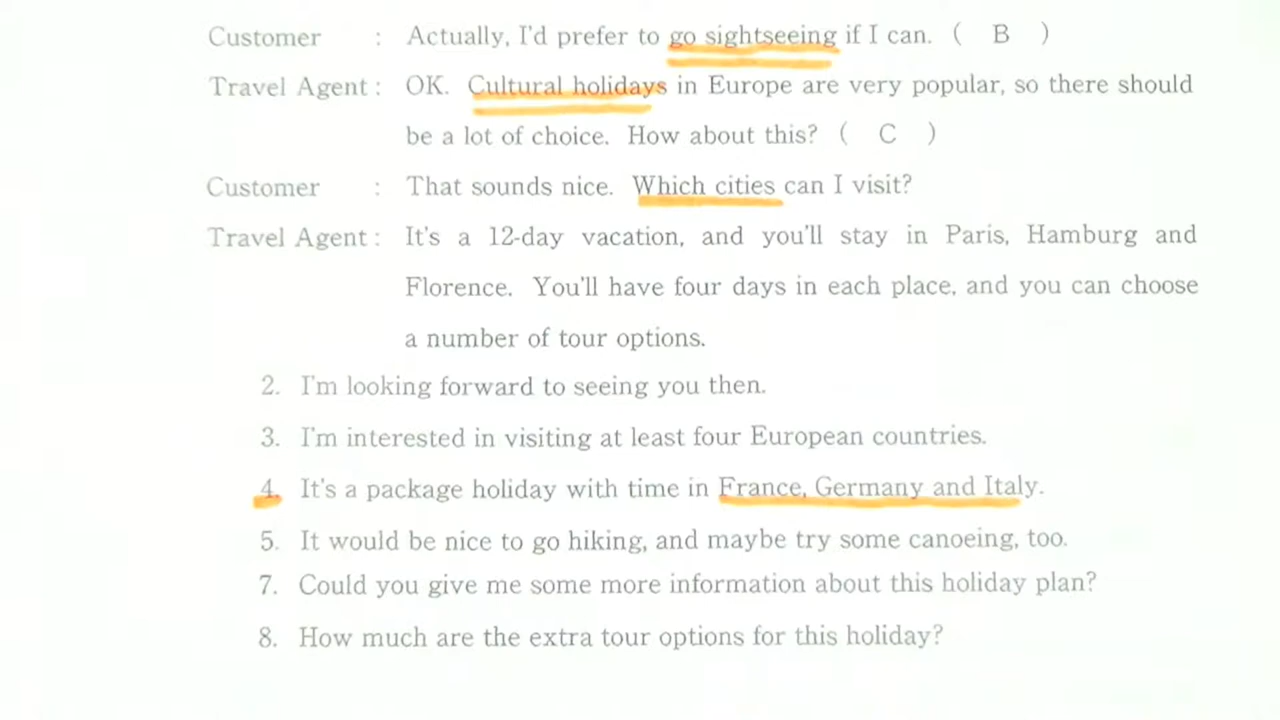 Customer : Actually, I'd prefer to go sightseeing if I can. ( B )
Travel Agent : OK. Cultural holidays in Europe are very popular, so there should
be a lot of choice. How about this? ( C )
Customer : That sounds nice. Which cities can I visit?
Travel Agent : It's a 12-day vacation, and you'll stay in Paris, Hamburg and
Florence. You'll have four days in each place, and you can choose
a number of tour options.
2. I'm looking forward to seeing you then.
3. I'm interested in visiting at least four European countries.
4. It's a package holiday with time in France, Germany and Italy.
5. It would be nice to go hiking, and maybe try some canoeing, too.
7. Could you give me some more information about this holiday plan?
8. How much are the extra tour options for this holiday?